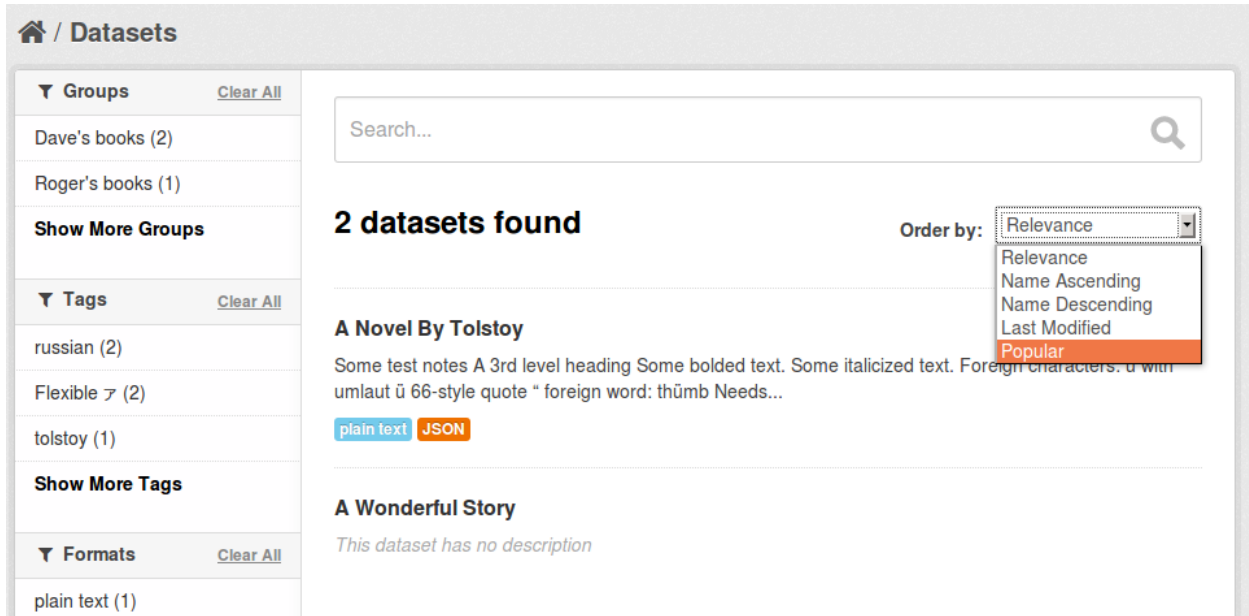 / Datasets
Groups Clear All
Dave's books (2)
Roger's books (1)
Show More Groups
Tags Clear All
russian (2)
Flexible ァ (2)
tolstoy (1)
Show More Tags
Formats Clear All
plain text (1)
Search...
2 datasets found
Order by: Relevance
Relevance
Name Ascending
Name Descending
Last Modified
Popular
A Novel By Tolstoy
Some test notes A 3rd level heading Some bolded text. Some italicized text. Foreign characters: u with
umlaut ü 66-style quote “ foreign word: thümb Needs...
plain text JSON
A Wonderful Story
This dataset has no description